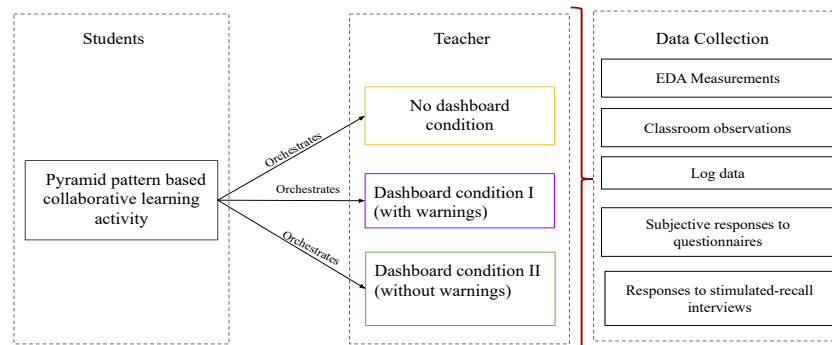 Students
Pyramid pattern based
collaborative learning
activity
Orchestrates
Orchestrates
Orchestrates
Teacher
No dashboard
condition
Dashboard condition I
(with warnings)
Dashboard condition II
(without warnings)
Data Collection
EDA Measurements
Classroom observations
Log data
Subjective responses to
questionnaires
Responses to stimulated-recall
interviews